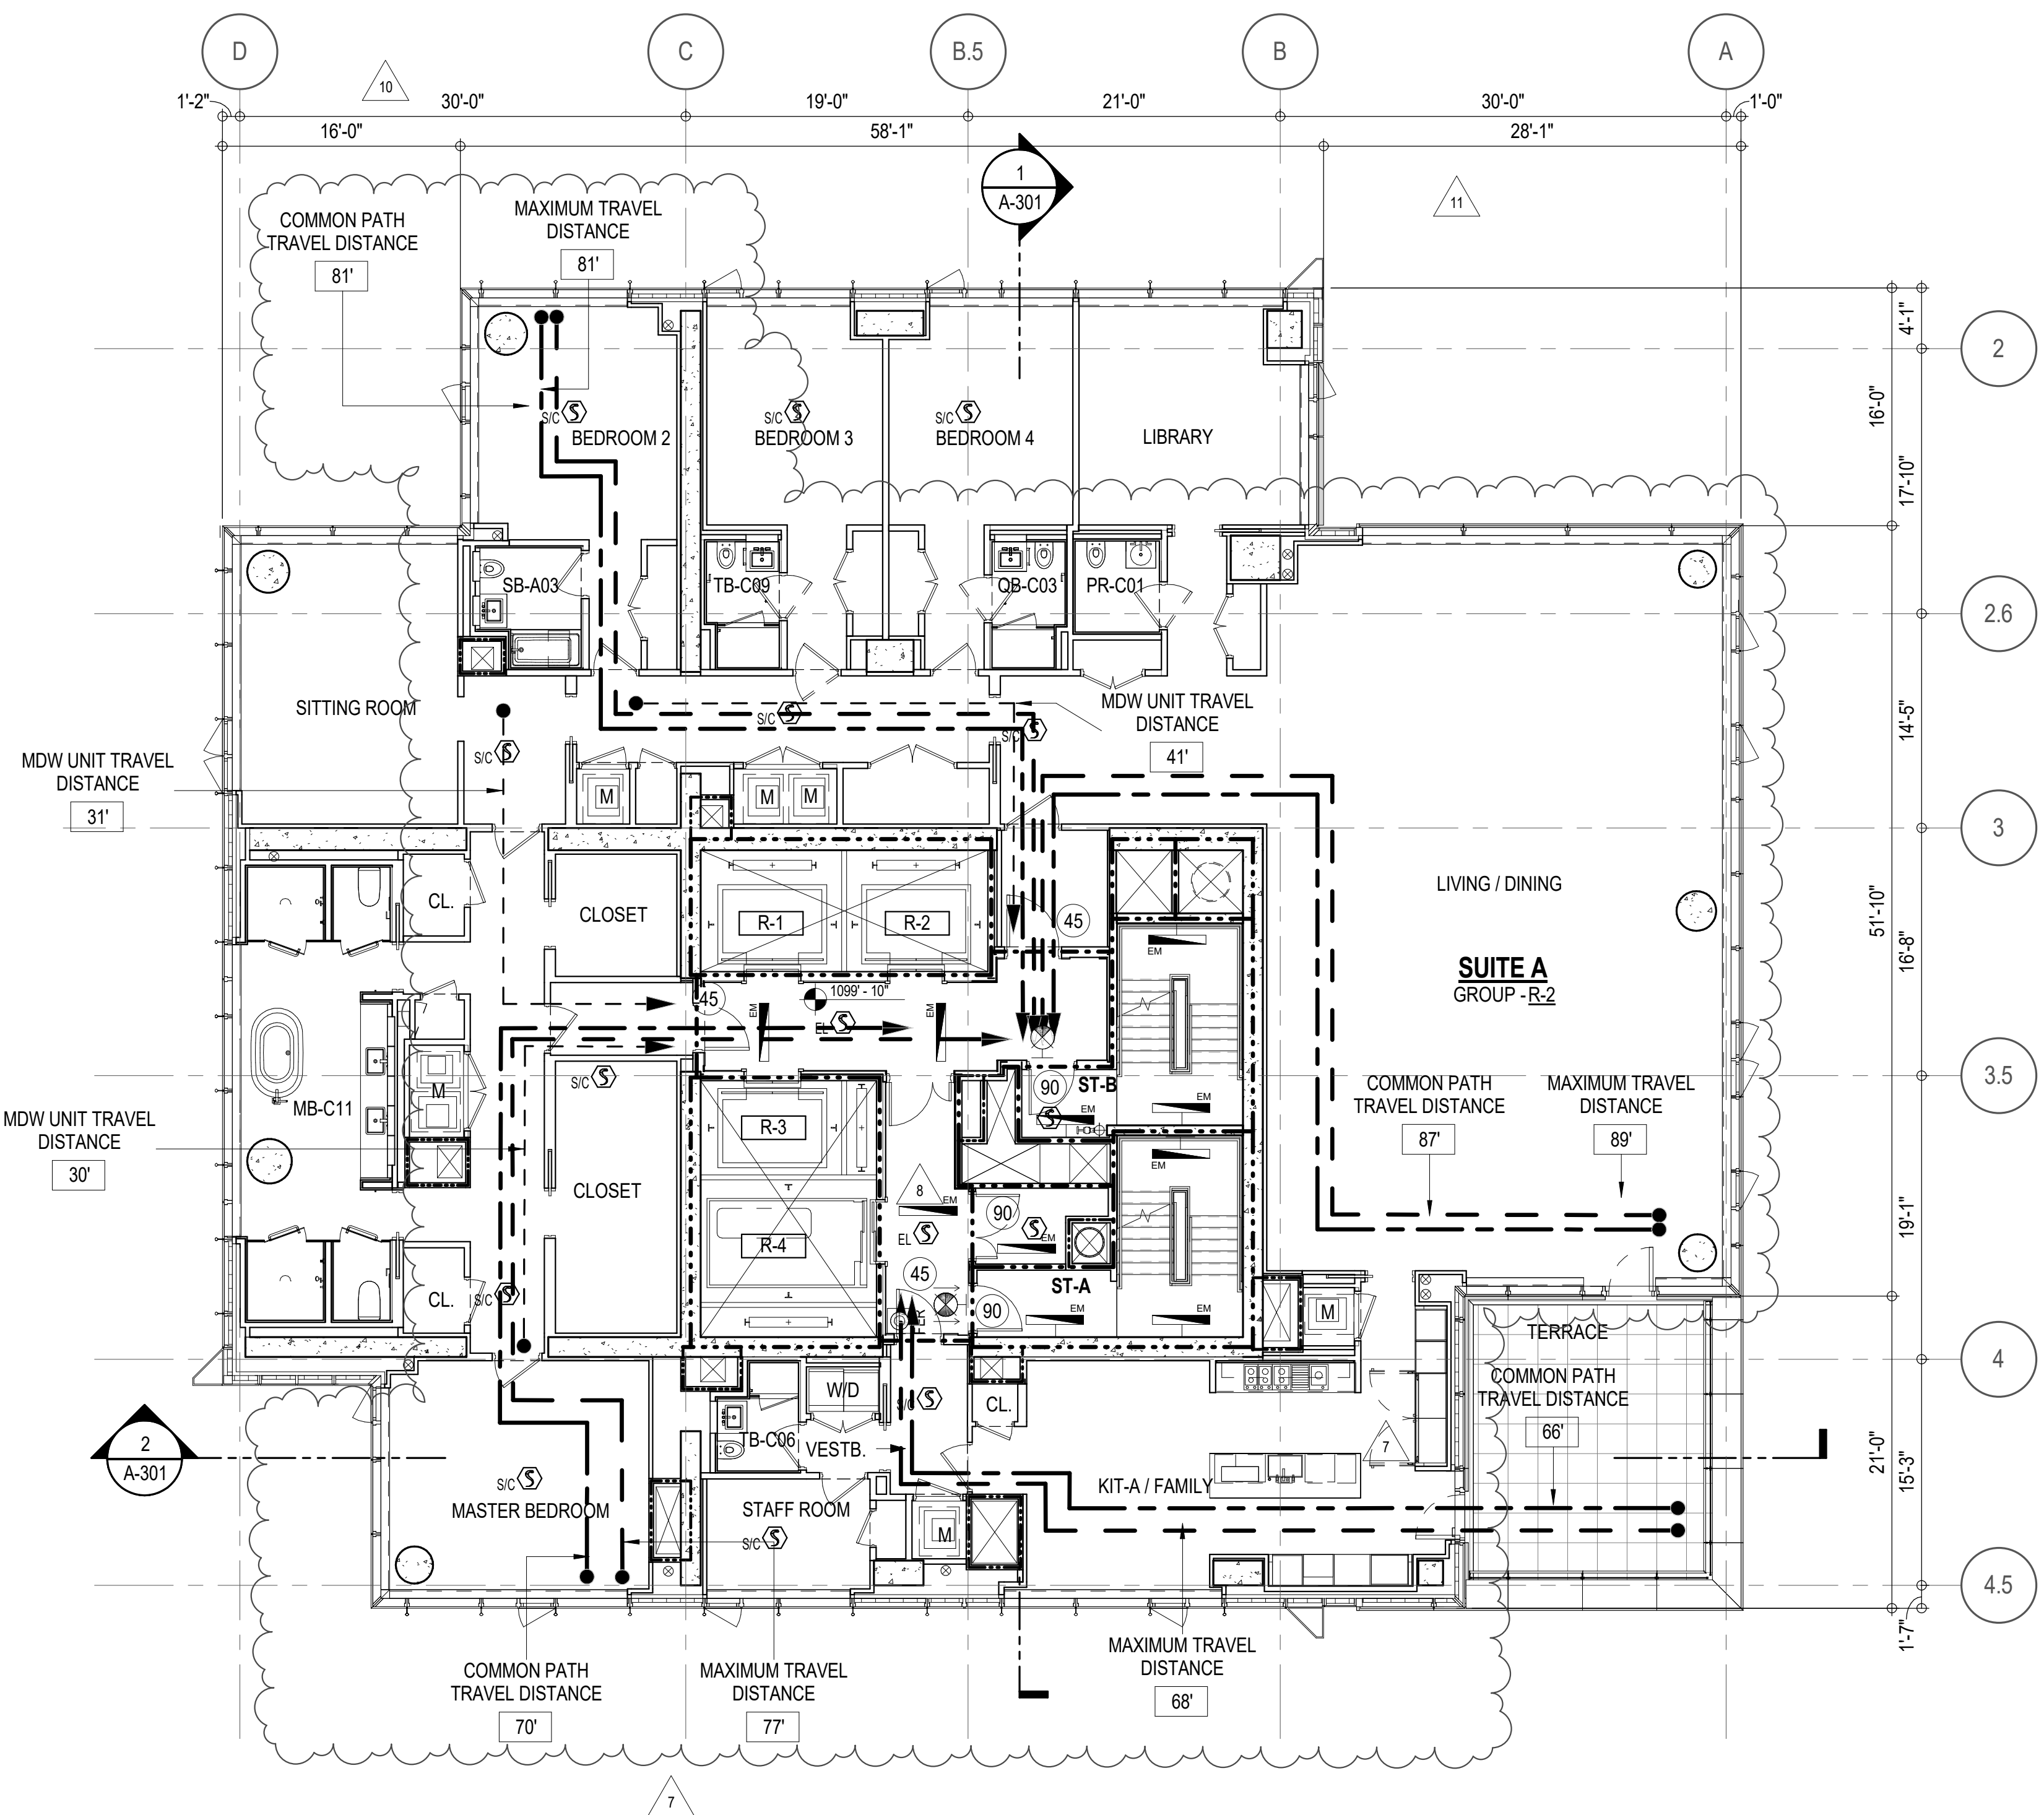 D
C
B.5
B
A
10
1'-2"
30'-0"
19'-0"
21'-0"
30'-0"
1'-0"
16'-0"
58'-1"
28'-1"
1
A-301
11
COMMON PATH
TRAVEL DISTANCE
81'
MAXIMUM TRAVEL
DISTANCE
81'
4'-1"
2
16'-0"
17'-10"
S/C S
BEDROOM 2
S/C S
BEDROOM 3
S/C S
BEDROOM 4
LIBRARY
SB-A03
TB-C09
QB-C03
PR-C01
2.6
SITTING ROOM
S/C S
S/C S
S/C S
MDW UNIT TRAVEL
DISTANCE
41'
14'-5"
MDW UNIT TRAVEL
DISTANCE
31'
M
M
M
3
CL.
CLOSET
R-1
R-2
45
EM
LIVING / DINING
51'-10"
16'-8"
SUITE A
GROUP - R-2
45
1099' - 10"
EM
EL S
EM
MB-C11
M
S/C S
R-3
90
ST-B
S
EM
EM
EM
3.5
COMMON PATH
TRAVEL DISTANCE
87'
MAXIMUM TRAVEL
DISTANCE
89'
MDW UNIT TRAVEL
DISTANCE
30'
CLOSET
8
EM
90
S
EM
EL S
R-4
45
ST-A
90
EM
EM
19'-1"
CL.
S/C S
M
TERRACE
4
COMMON PATH
TRAVEL DISTANCE
66'
W/D
S/C S
CL.
TB-C06
VESTB.
7
2
A-301
S/C S
MASTER BEDROOM
STAFF ROOM
S/C S
M
KIT-A / FAMILY
21'-0"
15'-3"
4.5
1'-7"
COMMON PATH
TRAVEL DISTANCE
70'
MAXIMUM TRAVEL
DISTANCE
77'
MAXIMUM TRAVEL
DISTANCE
68'
7